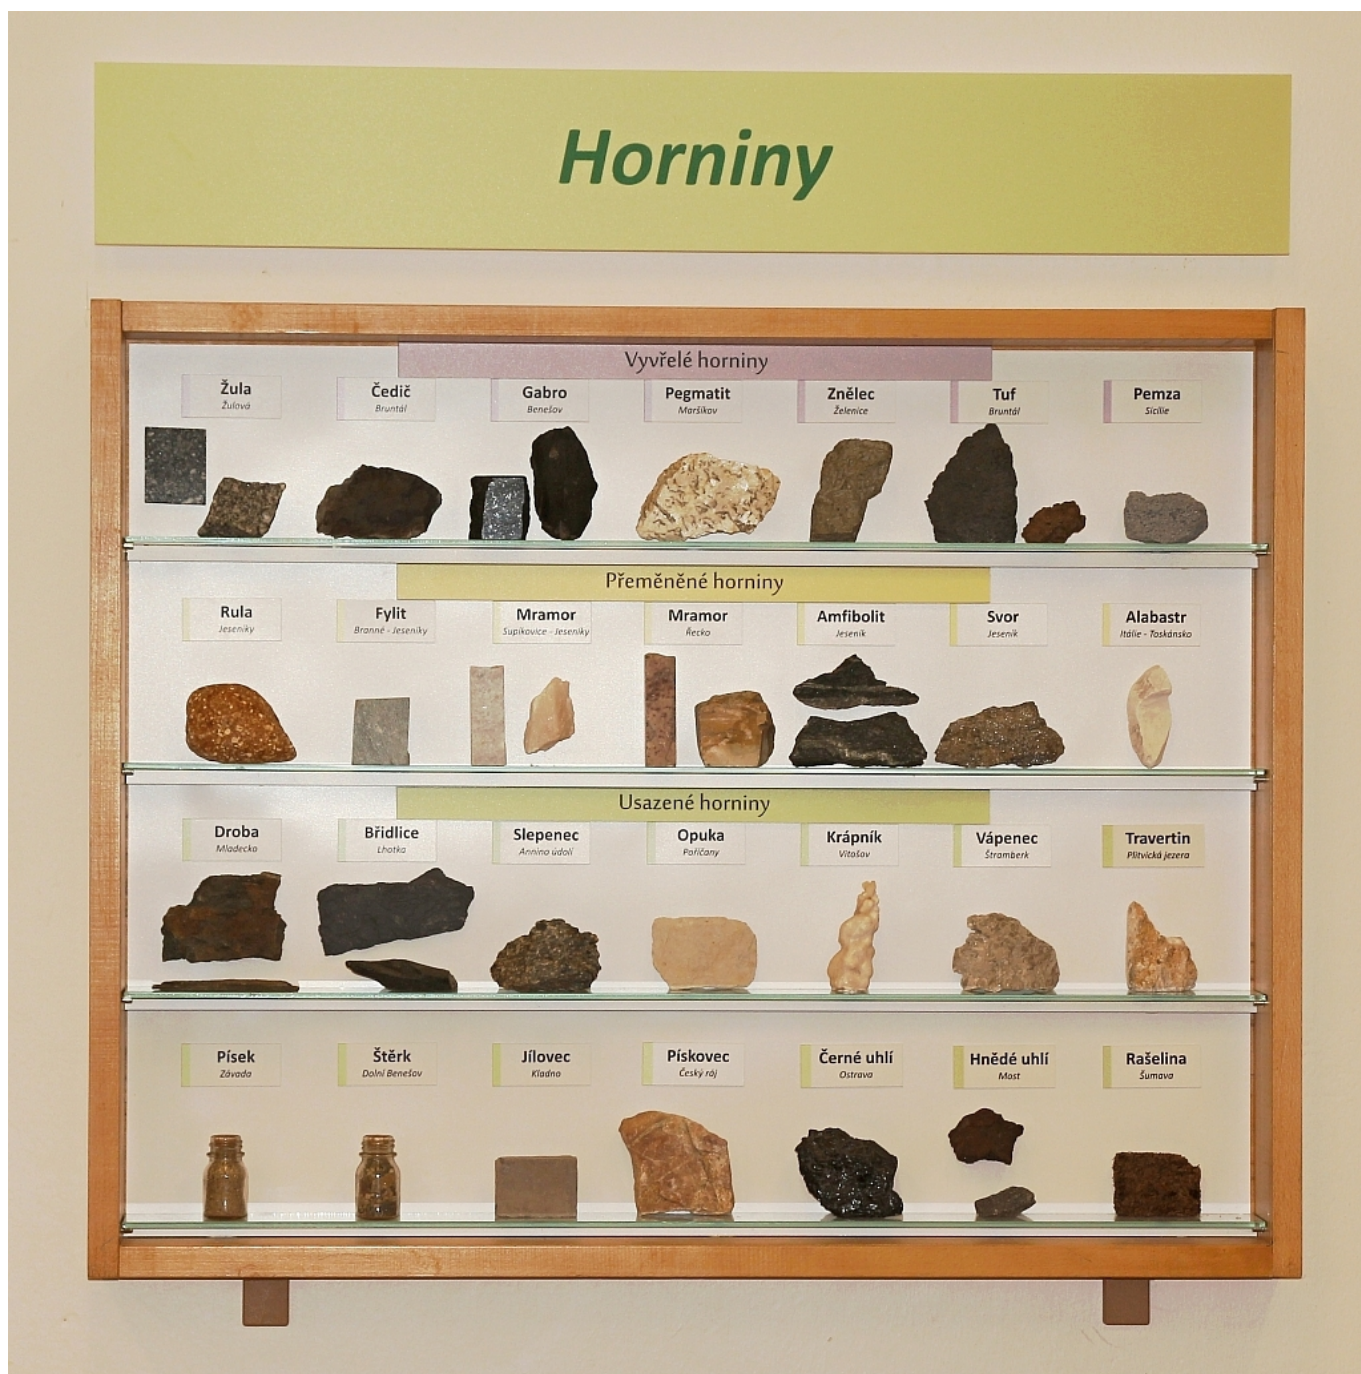 Horniny
Vyvřelé horniny
Žula
Žulová
Čedič
Bruntál
Gabro
Benešov
Pegmatit
Maršíkov
Znělec
Želenice
Tuf
Bruntál
Pemza
Sicílie
Přeměněné horniny
Rula
Jeseníky
Fylit
Branné - Jeseníky
Mramor
Supíkovice - Jeseníky
Mramor
Řecko
Amfibolit
Jeseník
Svor
Jeseník
Alabastr
Itálie - Toskánsko
Usazené horniny
Droba
Mladecko
Břidlice
Lhotka
Slepenec
Annino údolí
Opuka
Poříčany
Krápník
Vitošov
Vápenec
Štramberk
Travertin
Plitvická jezera
Písek
Závada
Štěrk
Dolní Benešov
Jílovec
Kladno
Pískovec
Český ráj
Černé uhlí
Ostrava
Hnědé uhlí
Most
Rašelina
Šumava